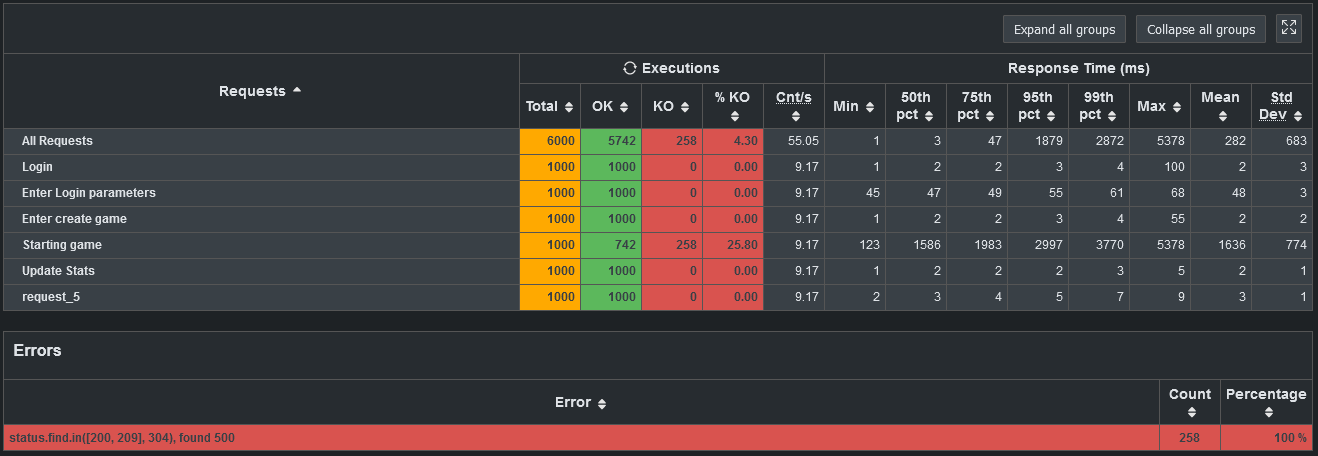 Expand all groups Collapse all groups
Requests Executions Response Time (ms)
Total OK KO % KO Cnt/s Min 50th pct 75th pct 95th pct 99th pct Max Mean Std Dev
All Requests 6000 5742 258 4.30 55.05 1 3 47 1879 2872 5378 282 683
Login 1000 1000 0 0.00 9.17 1 2 2 3 4 100 2 3
Enter Login parameters 1000 1000 0 0.00 9.17 45 47 49 55 61 68 48 3
Enter create game 1000 1000 0 0.00 9.17 1 2 2 3 4 55 2 2
Starting game 1000 742 258 25.80 9.17 123 1586 1983 2997 3770 5378 1636 774
Update Stats 1000 1000 0 0.00 9.17 1 2 2 2 3 5 2 1
request_5 1000 1000 0 0.00 9.17 2 3 4 5 7 9 3 1
Errors
Error Count Percentage
status.find.in([200, 209], 304), found 500 258 100 %